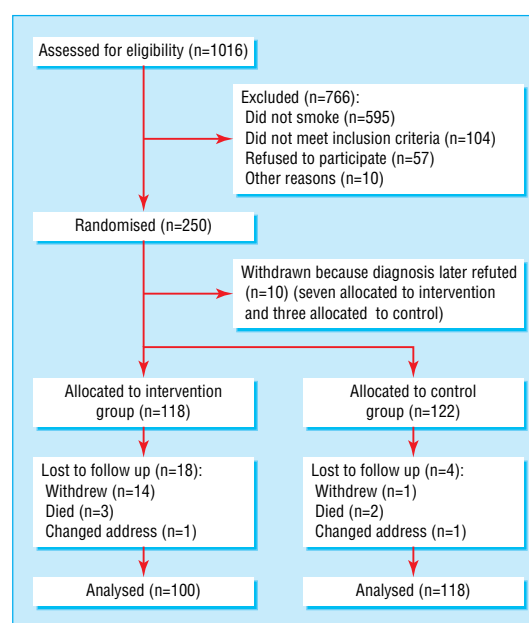 Assessed for eligibility (n=1016)
Excluded (n=766):
Did not smoke (n=595)
Did not meet inclusion criteria (n=104)
Refused to participate (n=57)
Other reasons (n=10)
Randomised (n=250)
Withdrawn because diagnosis later refuted
(n=10) (seven allocated to intervention
and three allocated to control)
Allocated to intervention
group (n=118)
Allocated to control
group (n=122)
Lost to follow up (n=18):
Withdrew (n=14)
Died (n=3)
Changed address (n=1)
Lost to follow up (n=4):
Withdrew (n=1)
Died (n=2)
Changed address (n=1)
Analysed (n=100)
Analysed (n=118)